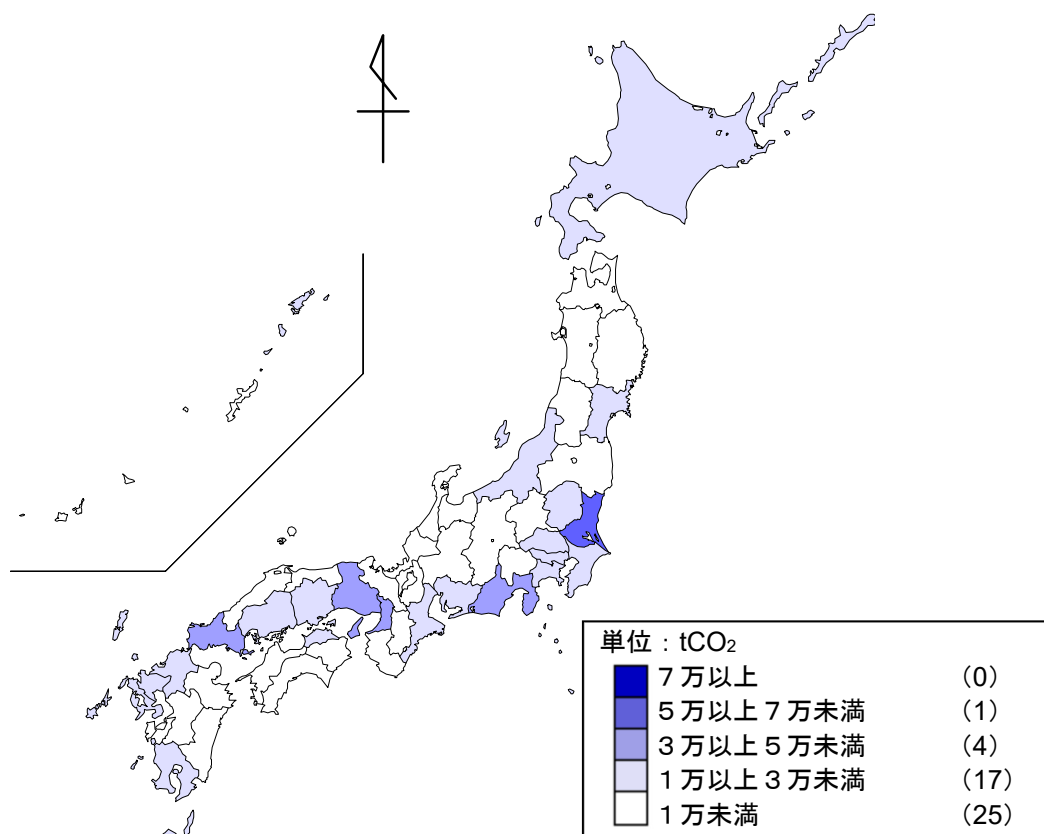 単位：tCO₂
７万以上 （0）
５万以上７万未満 （1）
３万以上５万未満 （4）
１万以上３万未満 （17）
１万未満 （25）